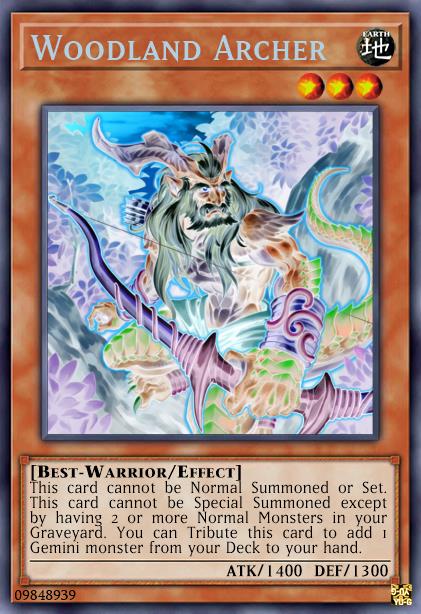 Woodland Archer
EARTH
地
[Best-Warrior/Effect]
This card cannot be Normal Summoned or Set.
This card cannot be Special Summoned except
by having 2 or more Normal Monsters in your
Graveyard. You can Tribute this card to add 1
Gemini monster from your Deck to your hand.
ATK/1400 DEF/1300
09848939